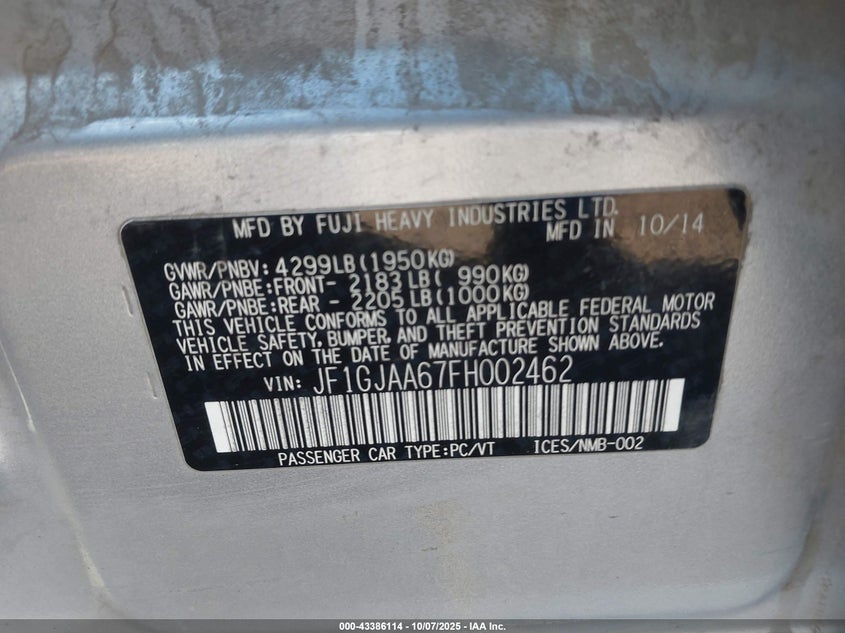 MFD BY FUJI HEAVY INDUSTRIES LTD.
MFD IN 10/14
GVWR/PNBV: 4299LB(1950KG)
GAWR/PNBE:FRONT- 2183LB( 990KG)
GAWR/PNBE:REAR - 2205LB(1000KG)
THIS VEHICLE CONFORMS TO ALL APPLICABLE FEDERAL MOTOR
VEHICLE SAFETY, BUMPER, AND THEFT PREVENTION STANDARDS
IN EFFECT ON THE DATE OF MANUFACTURE SHOWN ABOVE.
VIN: JF1GJAA67FH002462
PASSENGER CAR TYPE:PC/VT ICES/NMB-002
000-43386114 - 10/07/2025 - IAA Inc.